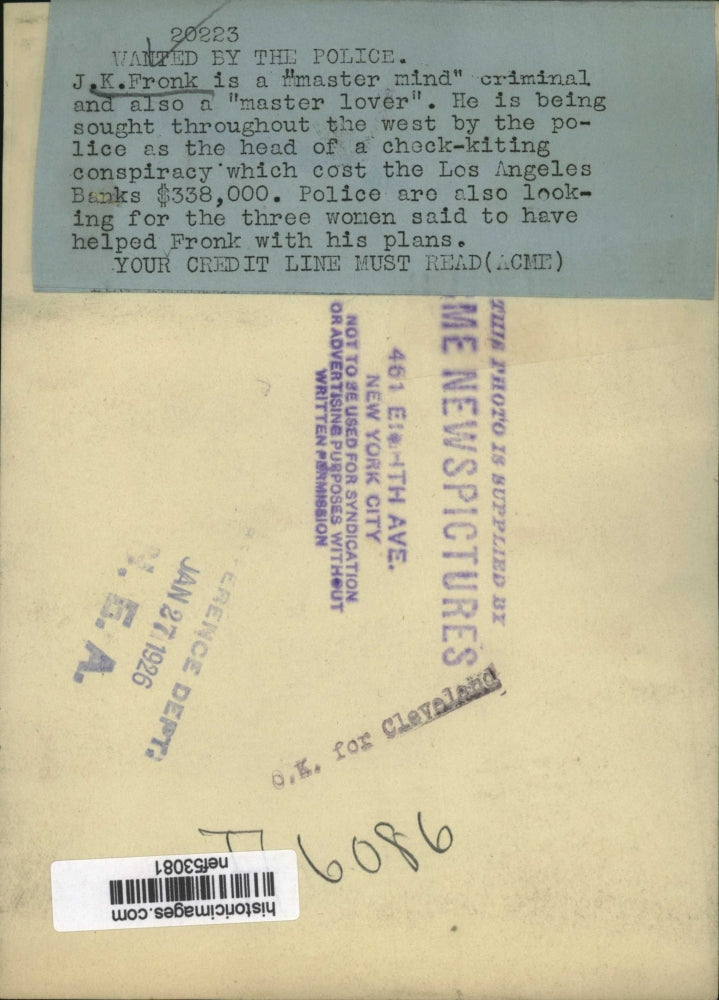 20223
WANTED BY THE POLICE.
J.K.Fronk is a "master mind" criminal
and also a "master lover". He is being
sought throughout the west by the po-
lice as the head of a check-kiting
conspiracy which cost the Los Angeles
Banks $338,000. Police are also look-
ing for the three women said to have
helped Fronk with his plans.
YOUR CREDIT LINE MUST READ(ACME)
THIS PHOTO IS SUPPLIED BY
ME NEWSPICTURES
461 EIGHTH AVE.
NEW YORK CITY
NOT TO BE USED FOR SYNDICATION
OR ADVERTISING PURPOSES WITHOUT
WRITTEN PERMISSION
REFERENCE DEPT.
JAN 27 1926
N. E. A.
O.K. for Cleveland
6086
historicimages.com
nef53081